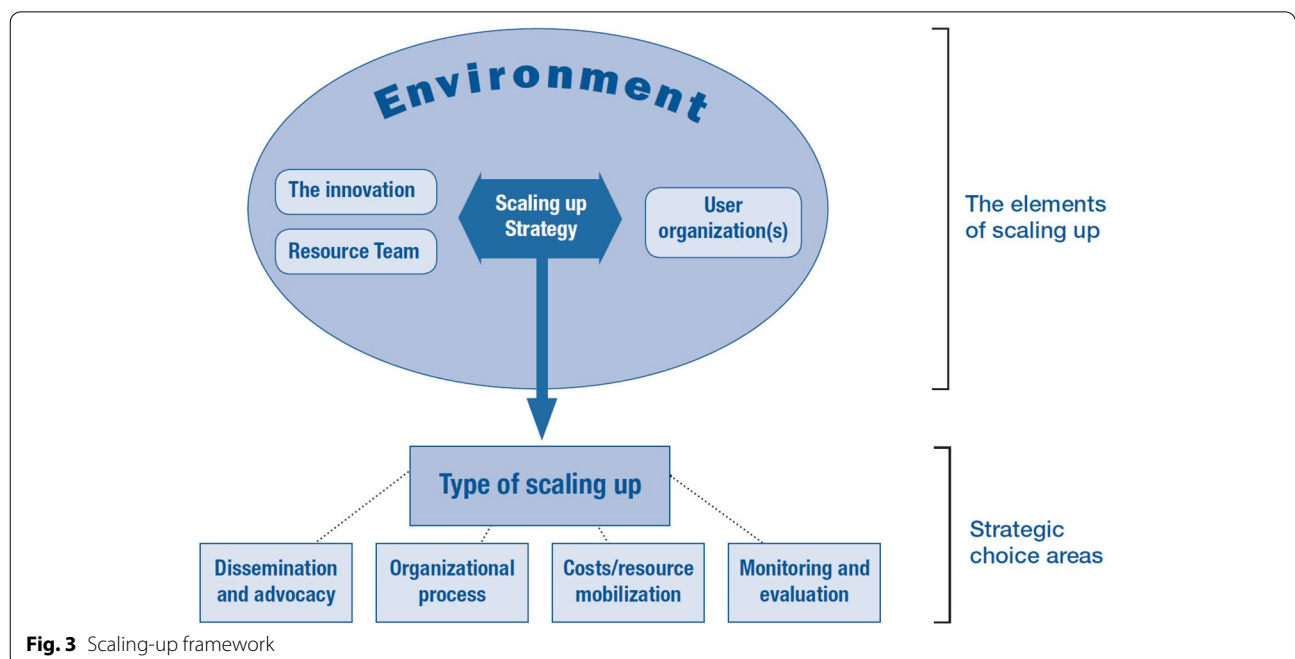 Environment
The innovation
Resource Team
Scaling up
Strategy
User
organization(s)
The elements
of scaling up
Type of scaling up
Dissemination
and advocacy
Organizational
process
Costs/resource
mobilization
Monitoring and
evaluation
Strategic
choice areas
Fig. 3 Scaling-up framework